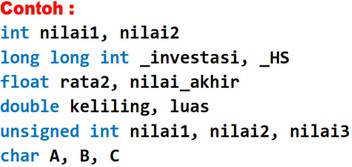 Contoh :
int nilai1, nilai2
long long int _investasi, _HS
float rata2, nilai_akhir
double keliling, luas
unsigned int nilai1, nilai2, nilai3
char A, B, C